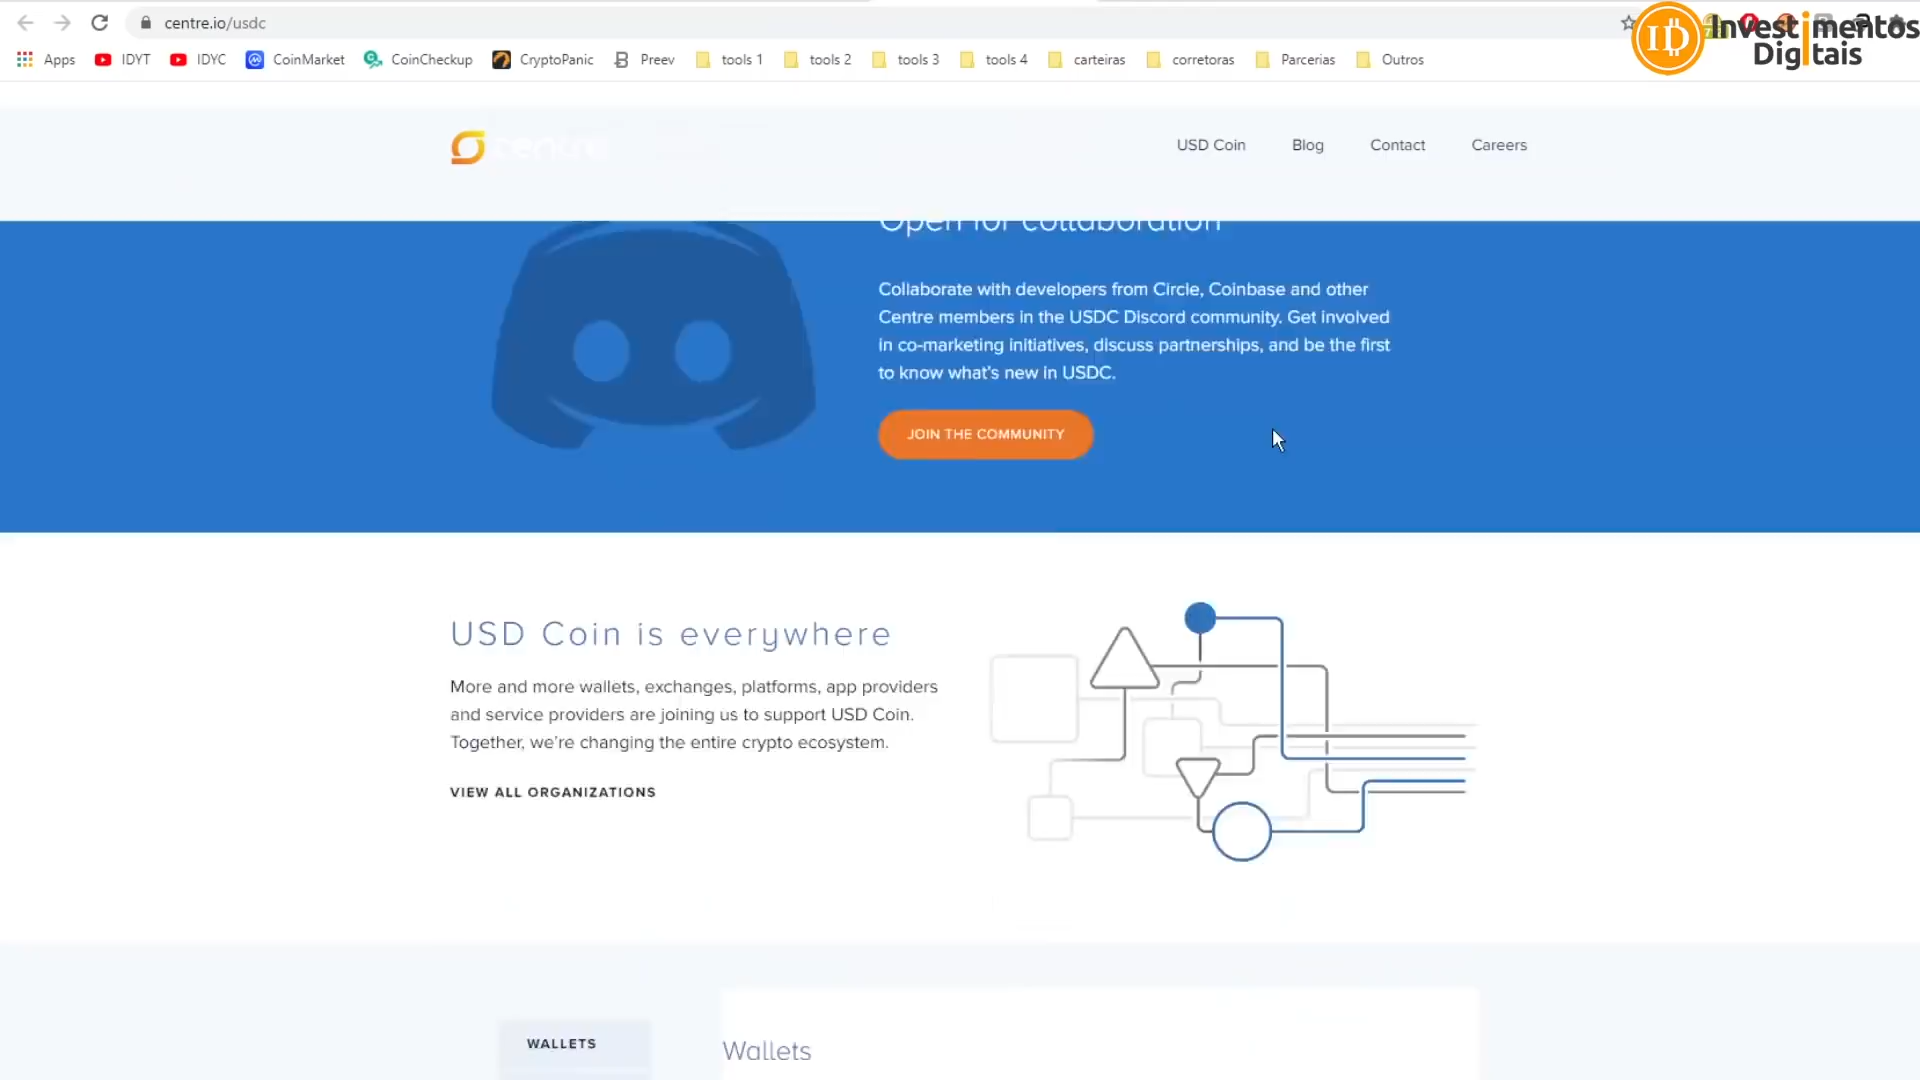 centre.io/usdc
Investimentos
Digitais
Apps IDYT IDYC CoinMarket CoinCheckup CryptoPanic Preev tools 1 tools 2 tools 3 tools 4 carteiras corretoras Parcerias Outros
centre
USD Coin Blog Contact Careers
Open for collaboration
Collaborate with developers from Circle, Coinbase and other
Centre members in the USDC Discord community. Get involved
in co-marketing initiatives, discuss partnerships, and be the first
to know what's new in USDC.
JOIN THE COMMUNITY
USD Coin is everywhere
More and more wallets, exchanges, platforms, app providers
and service providers are joining us to support USD Coin.
Together, we're changing the entire crypto ecosystem.
VIEW ALL ORGANIZATIONS
WALLETS
Wallets